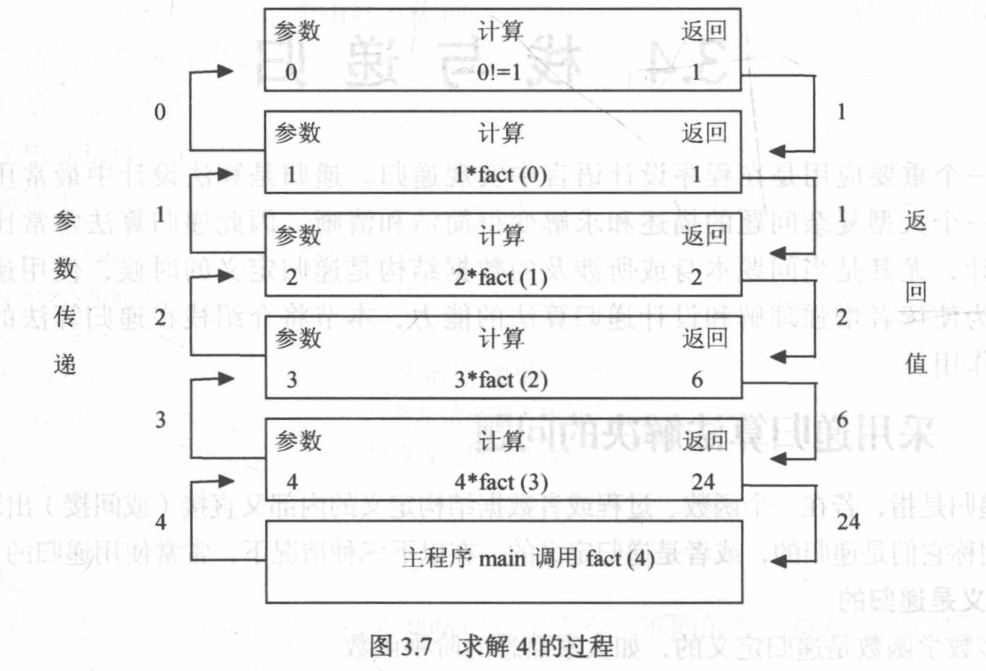 参数 计算 返回
0 0!=1 1
0 1
参数 计算 返回
1 1*fact (0) 1
1 1
参数 计算 返回
2 2*fact (1) 2
2 2
参数 计算 返回
3 3*fact (2) 6
3 6
参数 计算 返回
4 4*fact (3) 24
4 24
主程序 main 调用 fact (4)
参数传递
返回值
图 3.7 求解 4!的过程